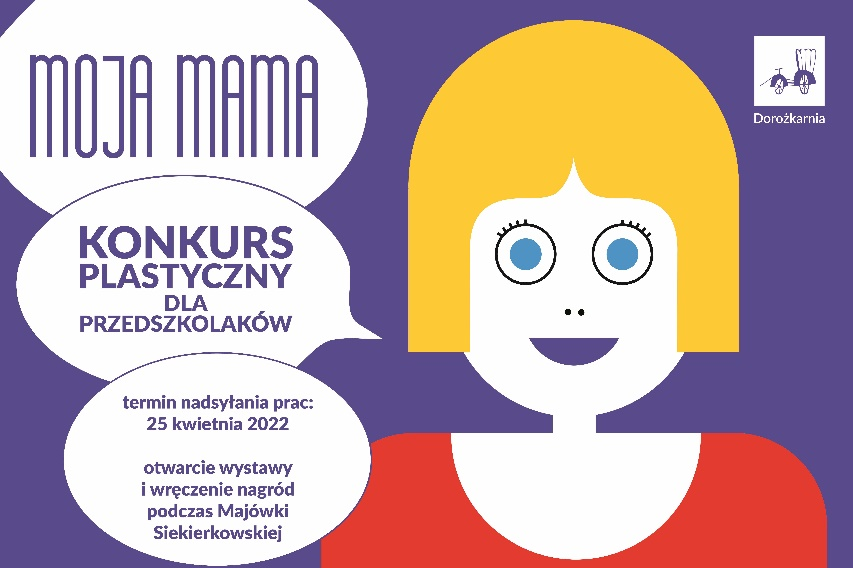 MOJA MAMA
KONKURS
PLASTYCZNY
DLA
PRZEDSZKOLAKÓW
termin nadsyłania prac:
25 kwietnia 2022
otwarcie wystawy
i wręczenie nagród
podczas Majówki
Siekierkowskiej
Dorożkarnia